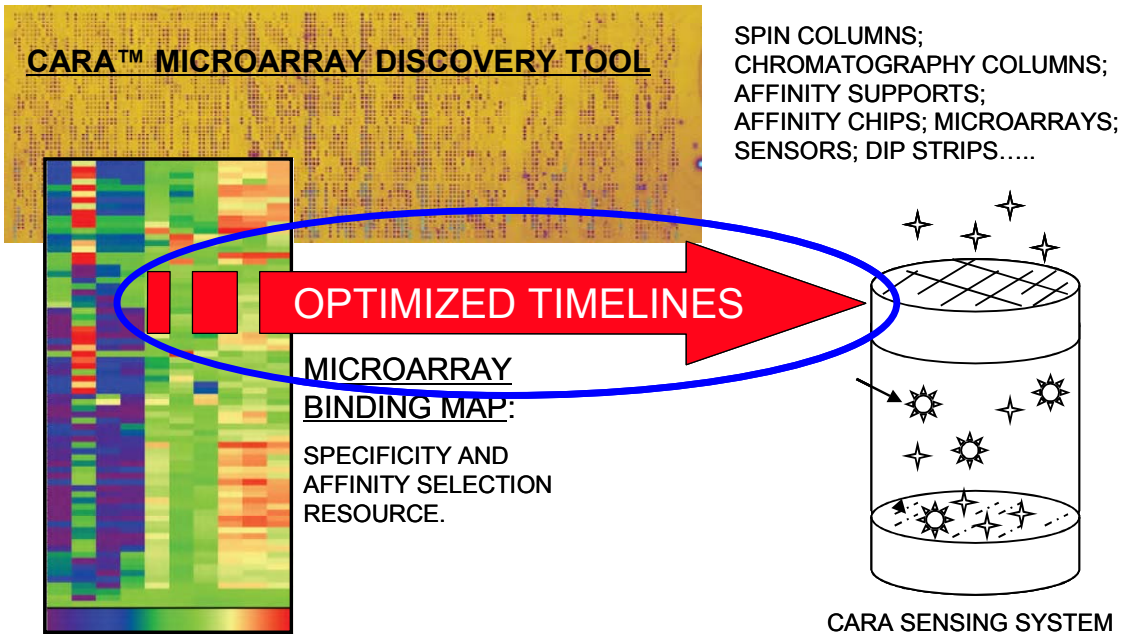 CARA™ MICROARRAY DISCOVERY TOOL
SPIN COLUMNS;
CHROMATOGRAPHY COLUMNS;
AFFINITY SUPPORTS;
AFFINITY CHIPS; MICROARRAYS;
SENSORS; DIP STRIPS…..
OPTIMIZED TIMELINES
MICROARRAY
BINDING MAP:
SPECIFICITY AND
AFFINITY SELECTION
RESOURCE.
CARA SENSING SYSTEM